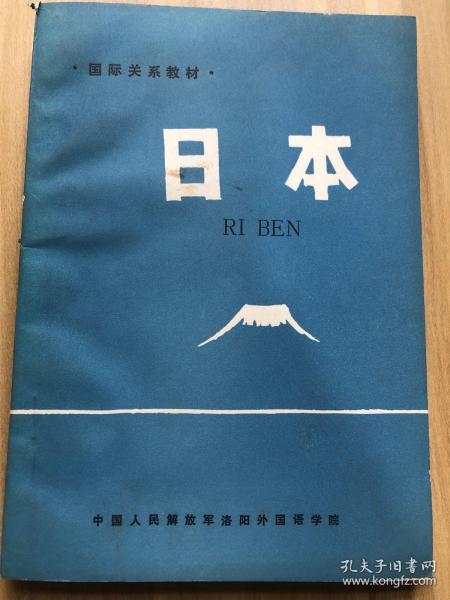 ·国际关系教材·
日本
RI BEN
中国人民解放军洛阳外国语学院
孔夫子旧书网
www.kongfz.com